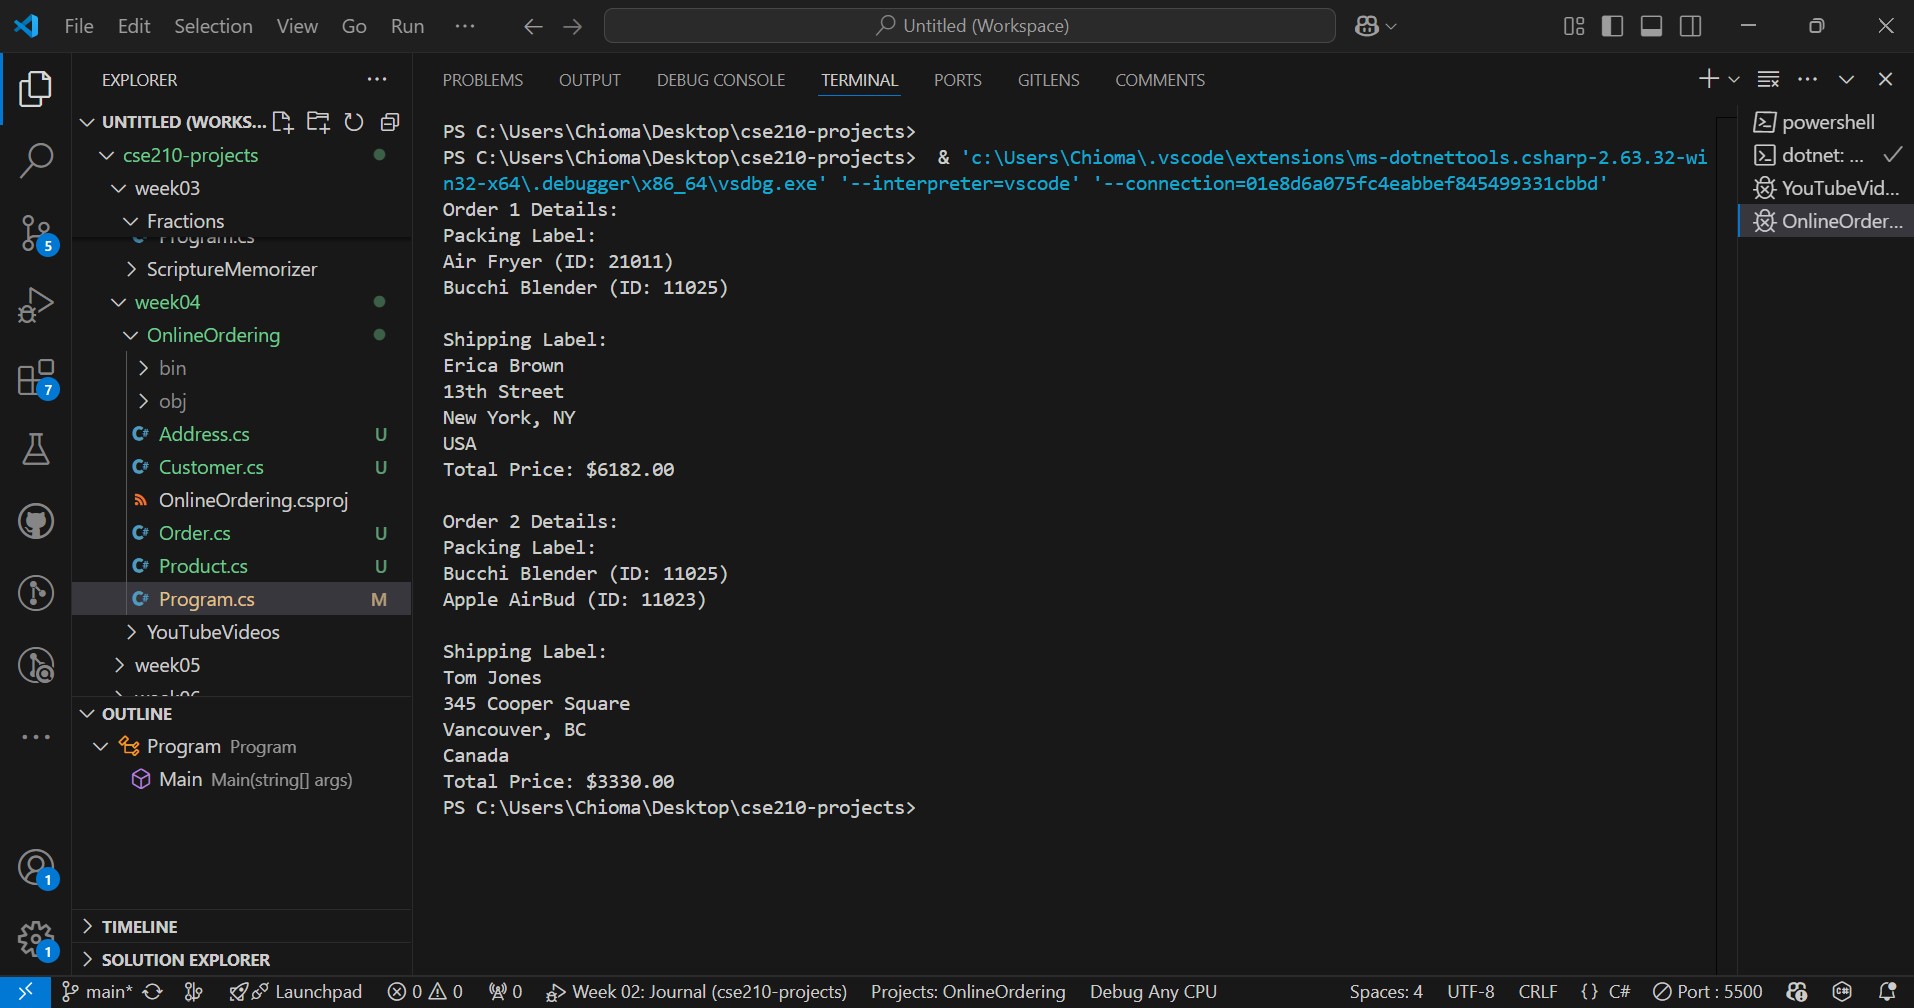 File Edit Selection View Go Run ... Untitled (Workspace)
EXPLORER ...
UNTITLED (WORKS...
cse210-projects
week03
Fractions
Program.cs
ScriptureMemorizer
week04
OnlineOrdering
bin
obj
C# Address.cs U
C# Customer.cs U
OnlineOrdering.csproj
C# Order.cs U
C# Product.cs U
C# Program.cs M
YouTubeVideos
week05
week06
OUTLINE
Program Program
Main Main(string[] args)
TIMELINE
SOLUTION EXPLORER
5
7
1
1
PROBLEMS OUTPUT DEBUG CONSOLE TERMINAL PORTS GITLENS COMMENTS
PS C:\Users\Chioma\Desktop\cse210-projects>
PS C:\Users\Chioma\Desktop\cse210-projects>  & 'c:\Users\Chioma\.vscode\extensions\ms-dotnettools.csharp-2.63.32-wi
n32-x64\.debugger\x86_64\vsdbg.exe' '--interpreter=vscode' '--connection=01e8d6a075fc4eabbef845499331cbbd'
Order 1 Details:
Packing Label:
Air Fryer (ID: 21011)
Bucchi Blender (ID: 11025)
Shipping Label:
Erica Brown
13th Street
New York, NY
USA
Total Price: $6182.00
Order 2 Details:
Packing Label:
Bucchi Blender (ID: 11025)
Apple AirBud (ID: 11023)
Shipping Label:
Tom Jones
345 Cooper Square
Vancouver, BC
Canada
Total Price: $3330.00
PS C:\Users\Chioma\Desktop\cse210-projects>
powershell
dotnet: ...
YouTubeVid...
OnlineOrder...
main* Launchpad 0 0 0 Week 02: Journal (cse210-projects) Projects: OnlineOrdering Debug Any CPU Spaces: 4 UTF-8 CRLF {} C# Port : 5500